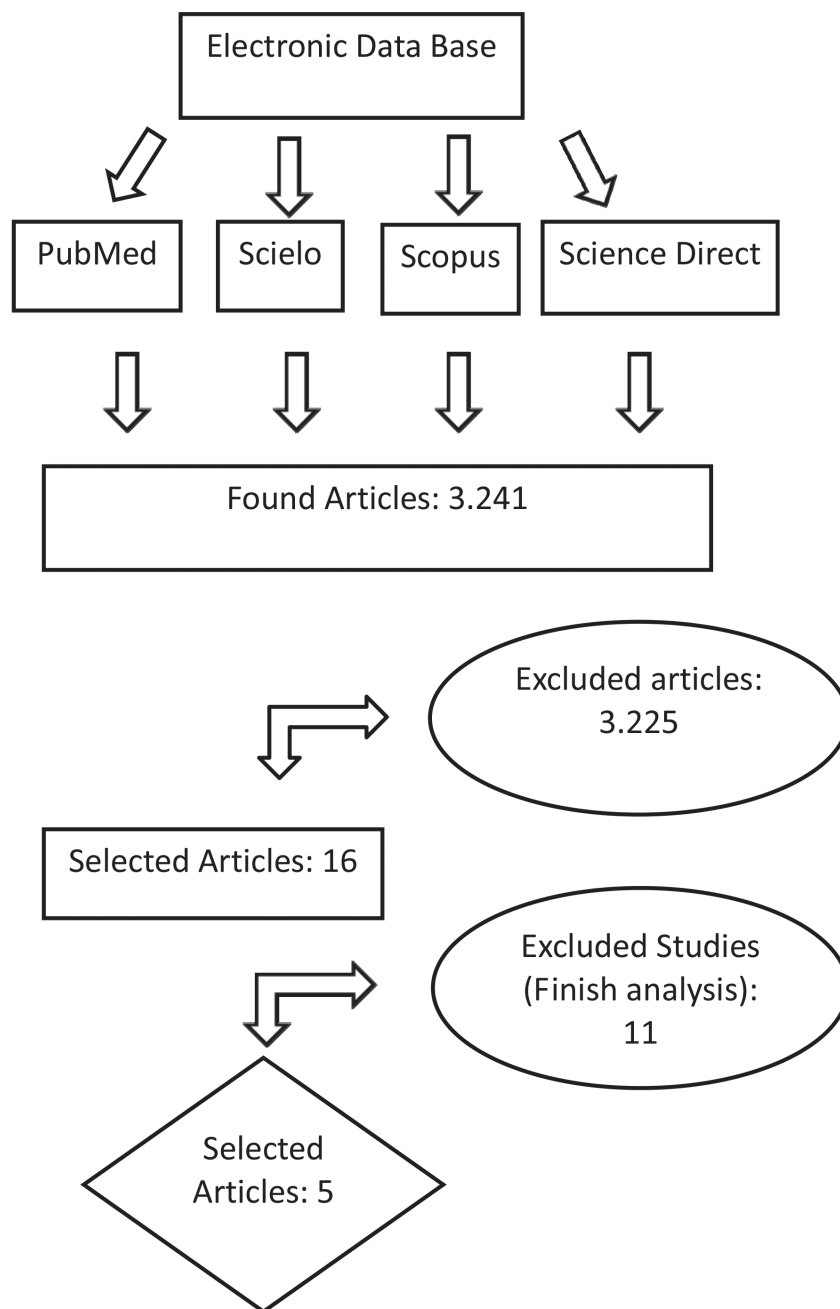 Electronic Data Base
PubMed
Scielo
Scopus
Science Direct
Found Articles: 3.241
Excluded articles:
3.225
Selected Articles: 16
Excluded Studies
(Finish analysis):
11
Selected
Articles: 5